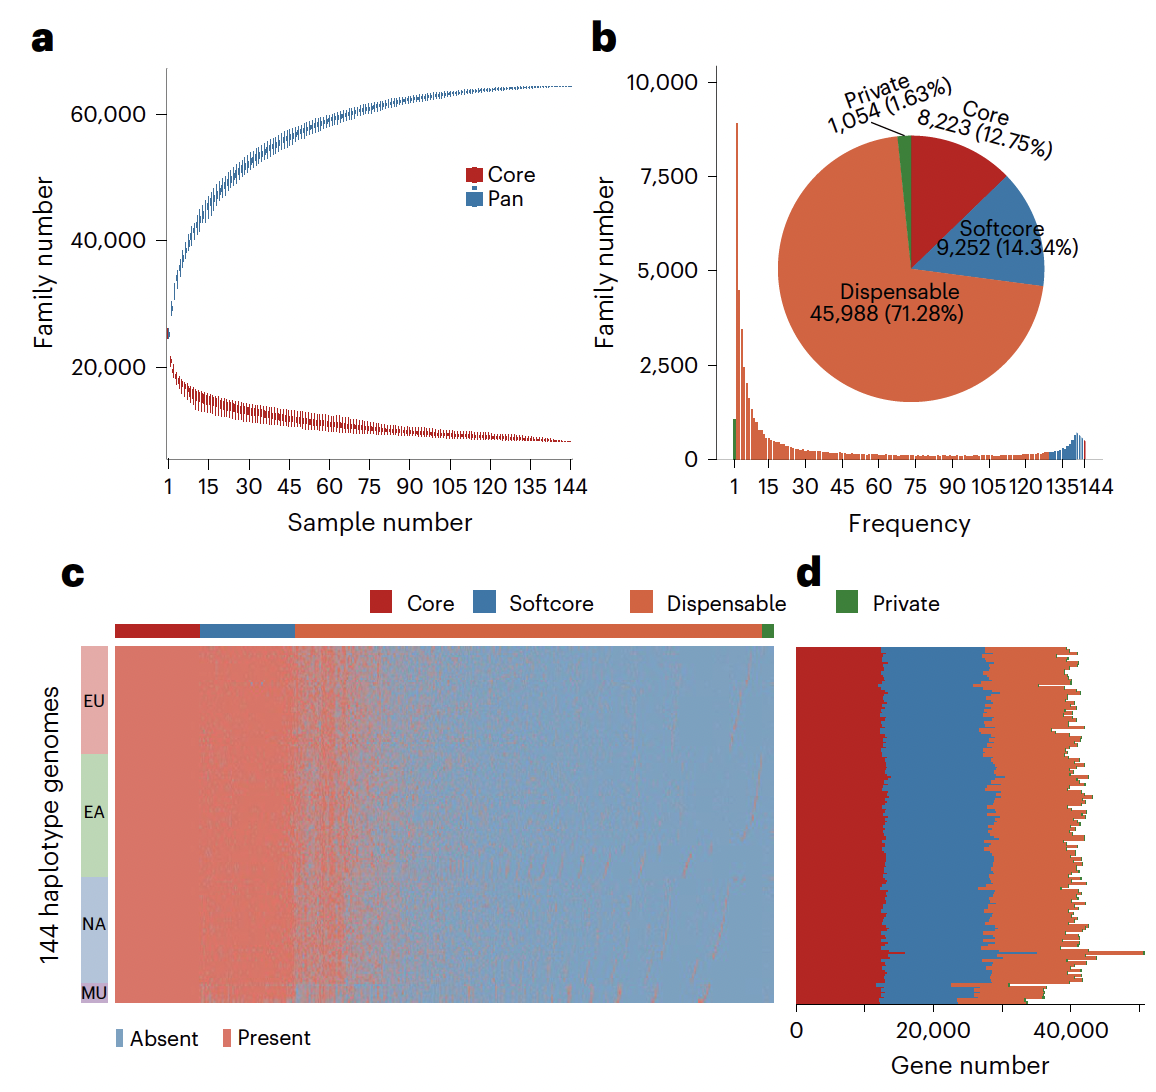 a
Family number
60,000
40,000
20,000
Core
Pan
1 15 30 45 60 75 90 105 120 135 144
Sample number
b
Family number
10,000
7,500
5,000
2,500
0
Private
1,054 (1.63%)
Core
8,223 (12.75%)
Softcore
9,252 (14.34%)
Dispensable
45,988 (71.28%)
1 15 30 45 60 75 90 105 120 135 144
Frequency
c
d
Core Softcore Dispensable Private
144 haplotype genomes
EU
EA
NA
MU
Absent Present
0 20,000 40,000
Gene number